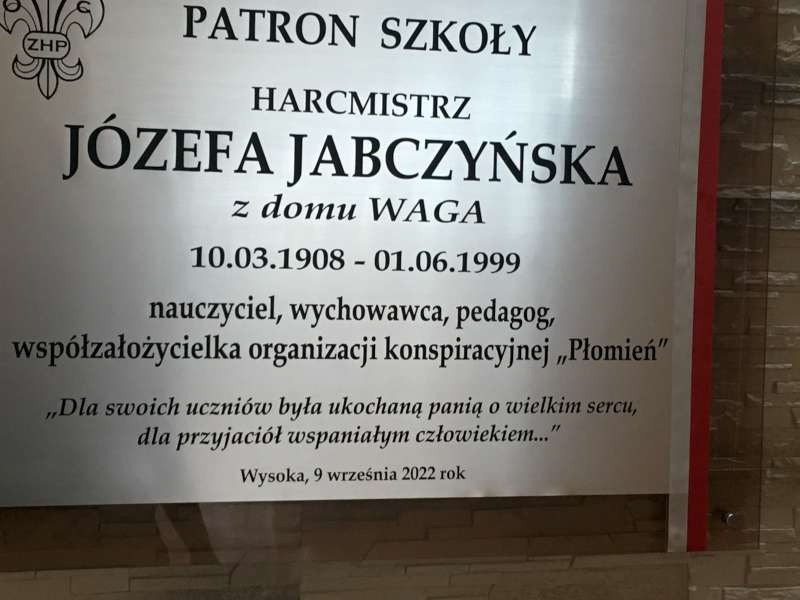 ZHP
PATRON SZKOŁY
HARCMISTRZ
JÓZEFA JABCZYŃSKA
z domu WAGA
10.03.1908 - 01.06.1999
nauczyciel, wychowawca, pedagog,
współzałożycielka organizacji konspiracyjnej „Płomień”
„Dla swoich uczniów była ukochaną panią o wielkim sercu,
dla przyjaciół wspaniałym człowiekiem...”
Wysoka, 9 września 2022 rok